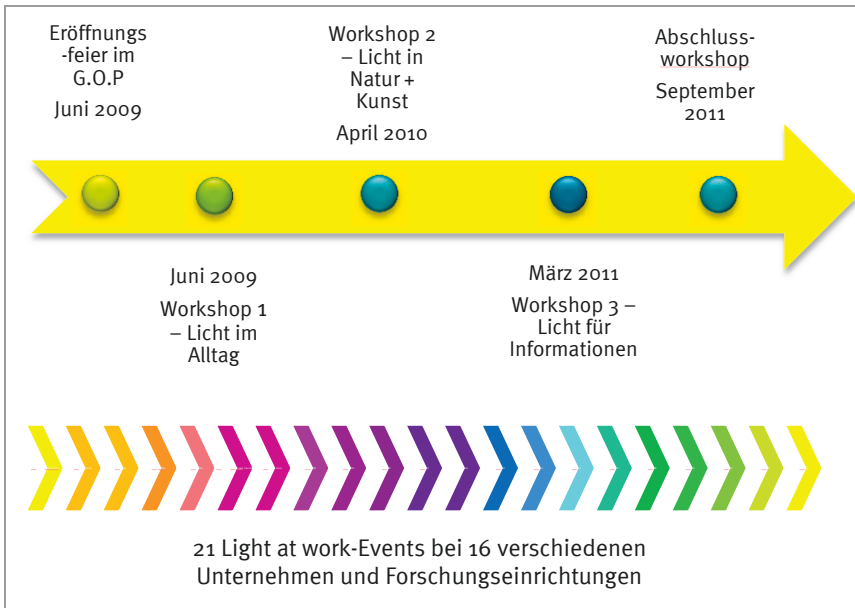 Eröffnungs
-feier im
G.O.P
Juni 2009
Workshop 2
– Licht in
Natur +
Kunst
April 2010
Abschluss-
workshop
September
2011
Juni 2009
Workshop 1
– Licht im
Alltag
März 2011
Workshop 3 –
Licht für
Informationen
21 Light at work-Events bei 16 verschiedenen
Unternehmen und Forschungseinrichtungen